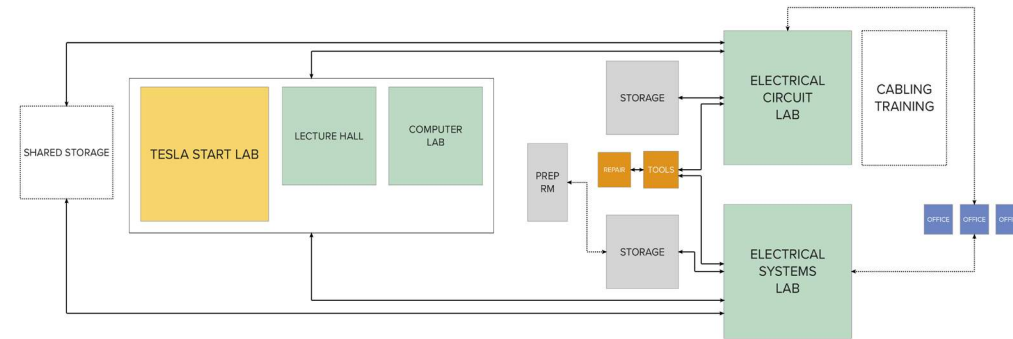 ELECTRICAL
CIRCUIT
LAB
CABLING
TRAINING
STORAGE
SHARED STORAGE
TESLA START LAB
LECTURE HALL
COMPUTER
LAB
PREP
RM
REPAIR
TOOLS
STORAGE
ELECTRICAL
SYSTEMS
LAB
OFFICE
OFFICE
OFFI